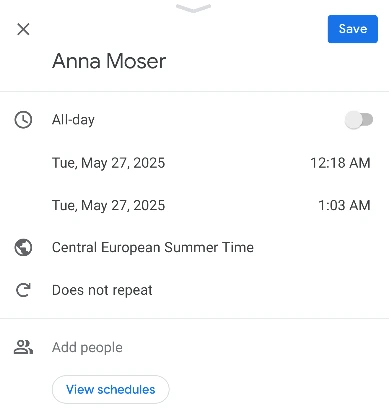 Save
Anna Moser
All-day
Tue, May 27, 2025 12:18 AM
Tue, May 27, 2025 1:03 AM
Central European Summer Time
Does not repeat
Add people
View schedules